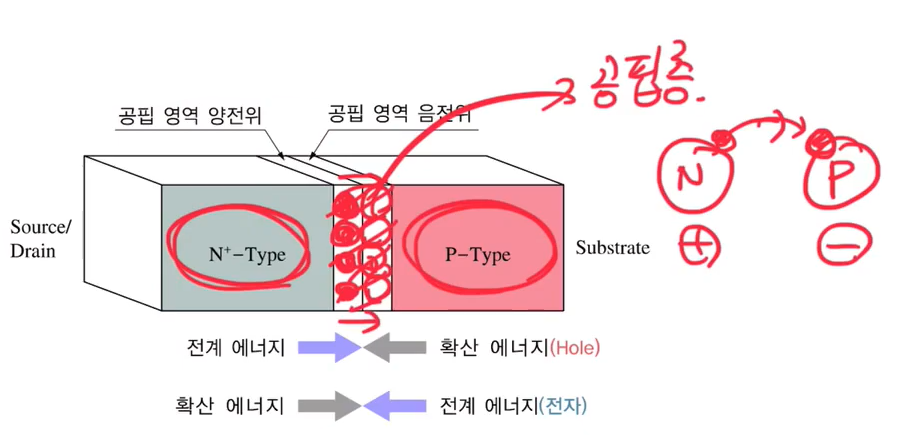 공핍층.
공핍 영역 양전위
공핍 영역 음전위
N
P
Source/
Drain
N⁺-Type
P-Type
Substrate
+
−
전계 에너지
확산 에너지(Hole)
확산 에너지
전계 에너지(전자)